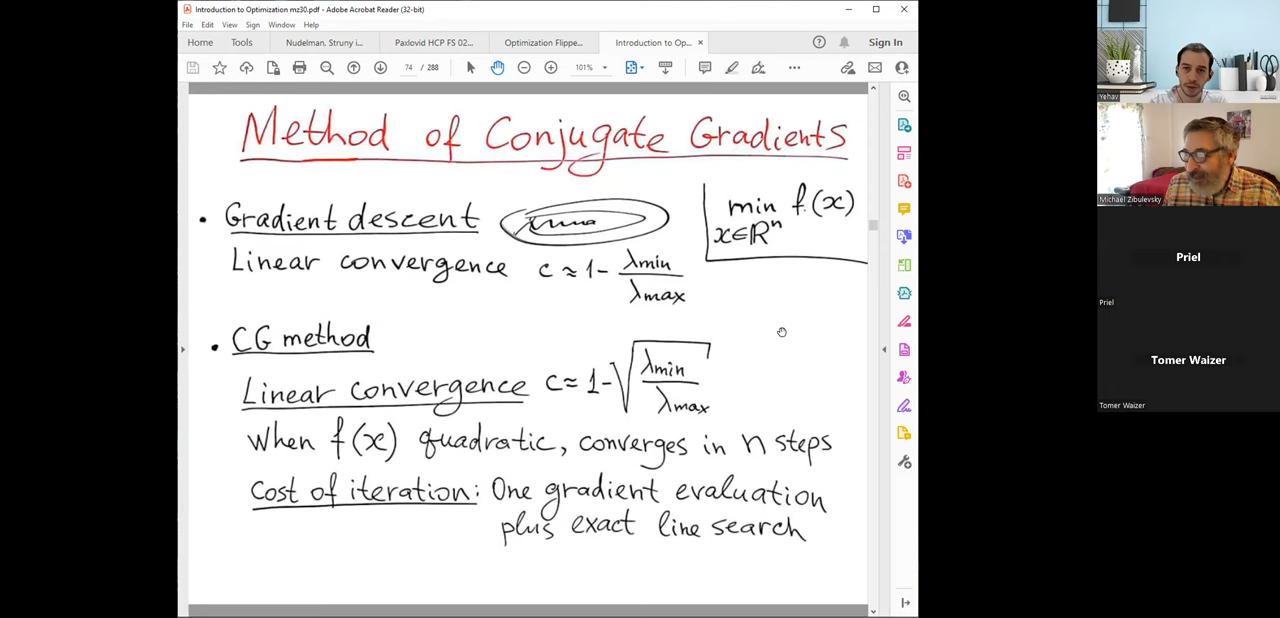 Introduction to Optimization mz30.pdf - Adobe Acrobat Reader (32-bit)
File Edit View Sign Window Help
Home Tools Nudelman, Struny i... Paxlovid HCP FS 02... Optimization Flippe... Introduction to Op... × Sign In
74 / 288 101%
Method of Conjugate Gradients
• Gradient descent
min f(x)
x∈ℝⁿ
Linear convergence c ≈ 1 - λmin/λmax
• CG method
Linear convergence c ≈ 1 - √(λmin/λmax)
When f(x) quadratic, converges in n steps
Cost of iteration: One gradient evaluation
plus exact line search
Yehav
Michael Zibulevsky
Priel
Priel
Tomer Waizer
Tomer Waizer